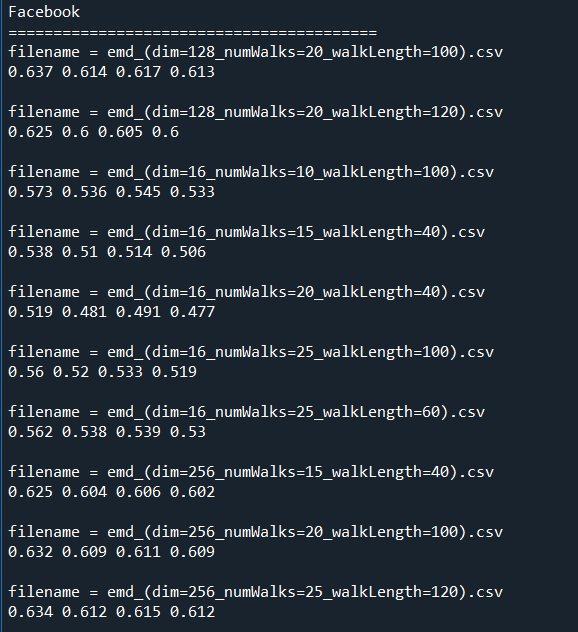 Facebook
=========================================
filename = emd_(dim=128_numWalks=20_walkLength=100).csv
0.637 0.614 0.617 0.613
filename = emd_(dim=128_numWalks=20_walkLength=120).csv
0.625 0.6 0.605 0.6
filename = emd_(dim=16_numWalks=10_walkLength=100).csv
0.573 0.536 0.545 0.533
filename = emd_(dim=16_numWalks=15_walkLength=40).csv
0.538 0.51 0.514 0.506
filename = emd_(dim=16_numWalks=20_walkLength=40).csv
0.519 0.481 0.491 0.477
filename = emd_(dim=16_numWalks=25_walkLength=100).csv
0.56 0.52 0.533 0.519
filename = emd_(dim=16_numWalks=25_walkLength=60).csv
0.562 0.538 0.539 0.53
filename = emd_(dim=256_numWalks=15_walkLength=40).csv
0.625 0.604 0.606 0.602
filename = emd_(dim=256_numWalks=20_walkLength=100).csv
0.632 0.609 0.611 0.609
filename = emd_(dim=256_numWalks=25_walkLength=120).csv
0.634 0.612 0.615 0.612